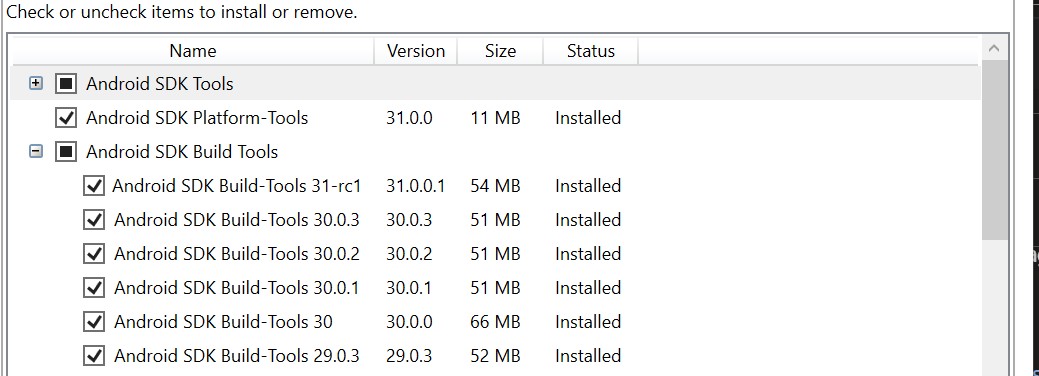 Check or uncheck items to install or remove.
Name Version Size Status
Android SDK Tools
Android SDK Platform-Tools 31.0.0 11 MB Installed
Android SDK Build Tools
Android SDK Build-Tools 31-rc1 31.0.0.1 54 MB Installed
Android SDK Build-Tools 30.0.3 30.0.3 51 MB Installed
Android SDK Build-Tools 30.0.2 30.0.2 51 MB Installed
Android SDK Build-Tools 30.0.1 30.0.1 51 MB Installed
Android SDK Build-Tools 30 30.0.0 66 MB Installed
Android SDK Build-Tools 29.0.3 29.0.3 52 MB Installed